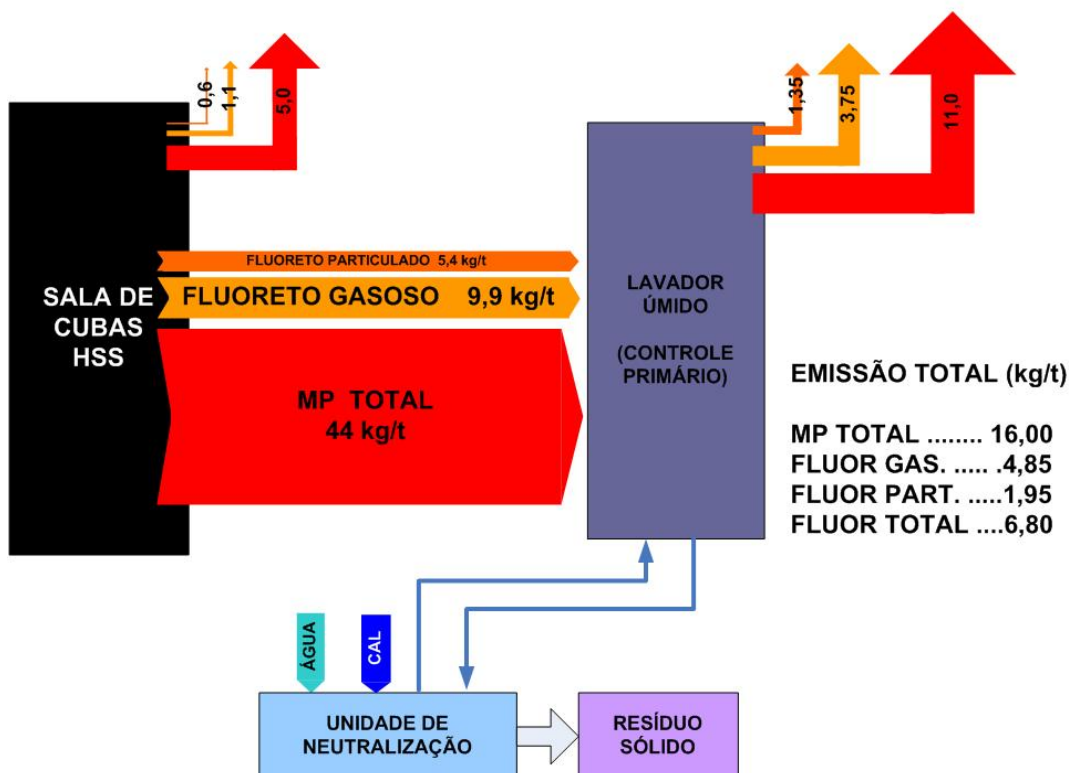 0,6
1,1
5,0
1,35
3,75
11,0
SALA DE
CUBAS
HSS
FLUORETO PARTICULADO 5,4 kg/t
FLUORETO GASOSO 9,9 kg/t
MP TOTAL
44 kg/t
LAVADOR
ÚMIDO
(CONTROLE
PRIMÁRIO)
EMISSÃO TOTAL (kg/t)
MP TOTAL ........ 16,00
FLUOR GAS. ..... .4,85
FLUOR PART. .....1,95
FLUOR TOTAL ....6,80
ÁGUA
CAL
UNIDADE DE
NEUTRALIZAÇÃO
RESÍDUO
SÓLIDO